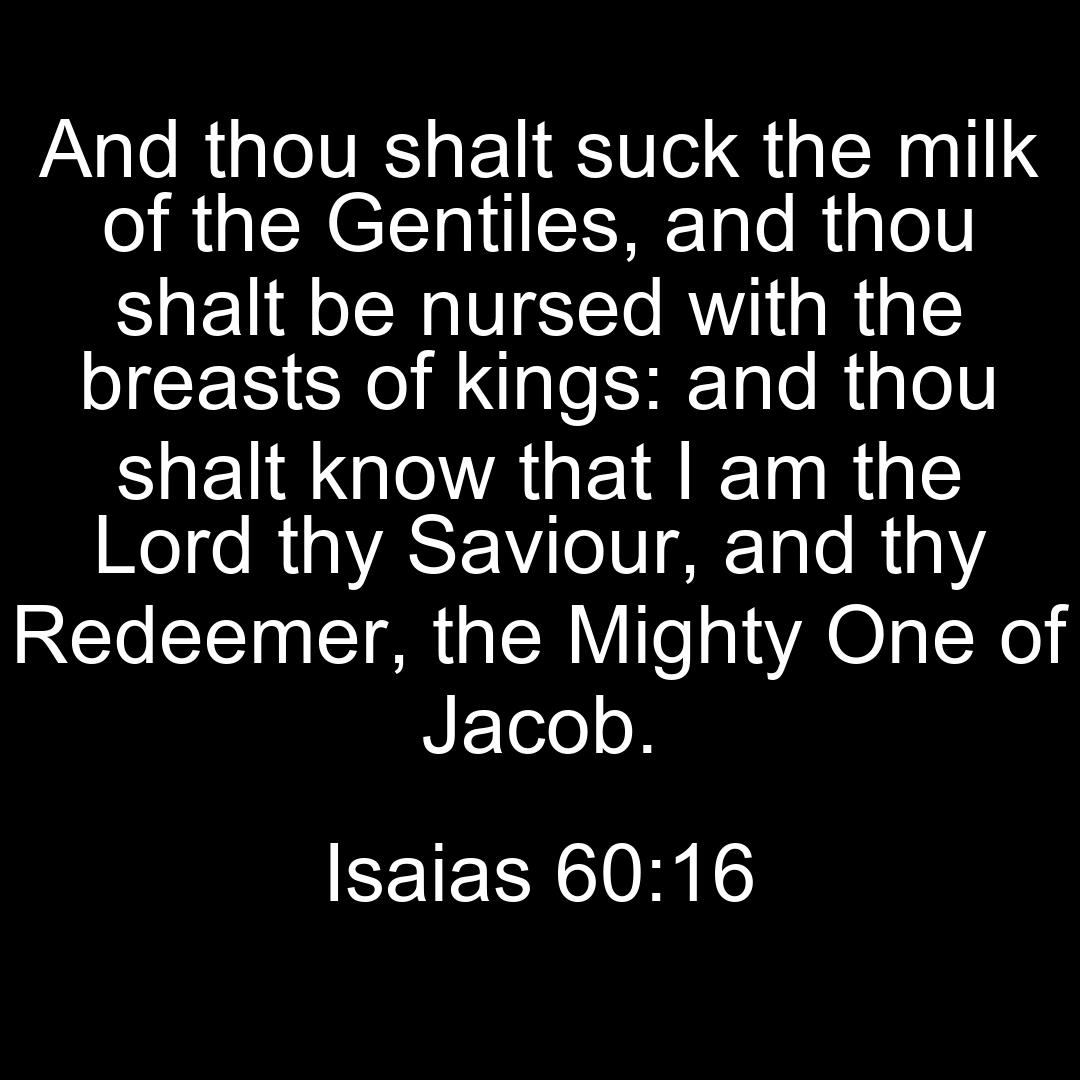 And thou shalt suck the milk
of the Gentiles, and thou
shalt be nursed with the
breasts of kings: and thou
shalt know that I am the
Lord thy Saviour, and thy
Redeemer, the Mighty One of
Jacob.
Isaias 60:16